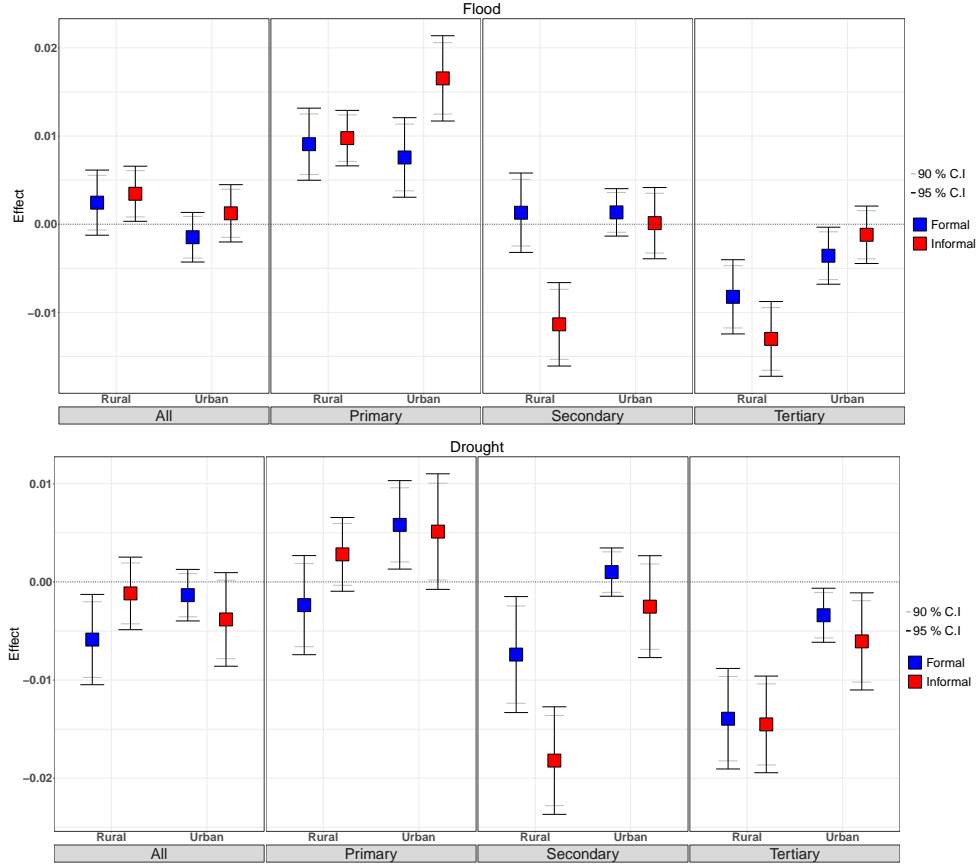 Flood
0.02
0.01
0.00
−0.01
Effect
Rural Urban Rural Urban Rural Urban Rural Urban
All Primary Secondary Tertiary
90 % C.I
95 % C.I
Formal
Informal
Drought
0.01
0.00
−0.01
−0.02
Effect
Rural Urban Rural Urban Rural Urban Rural Urban
All Primary Secondary Tertiary
90 % C.I
95 % C.I
Formal
Informal